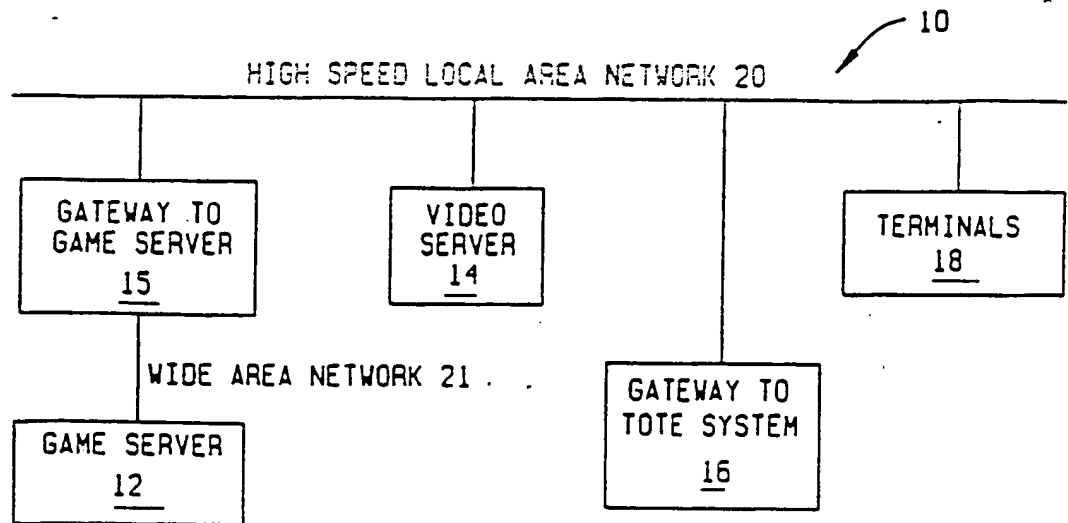 10
HIGH SPEED LOCAL AREA NETWORK 20
GATEWAY TO
GAME SERVER
15
VIDEO
SERVER
14
TERMINALS
18
WIDE AREA NETWORK 21
GATEWAY TO
TOTE SYSTEM
16
GAME SERVER
12